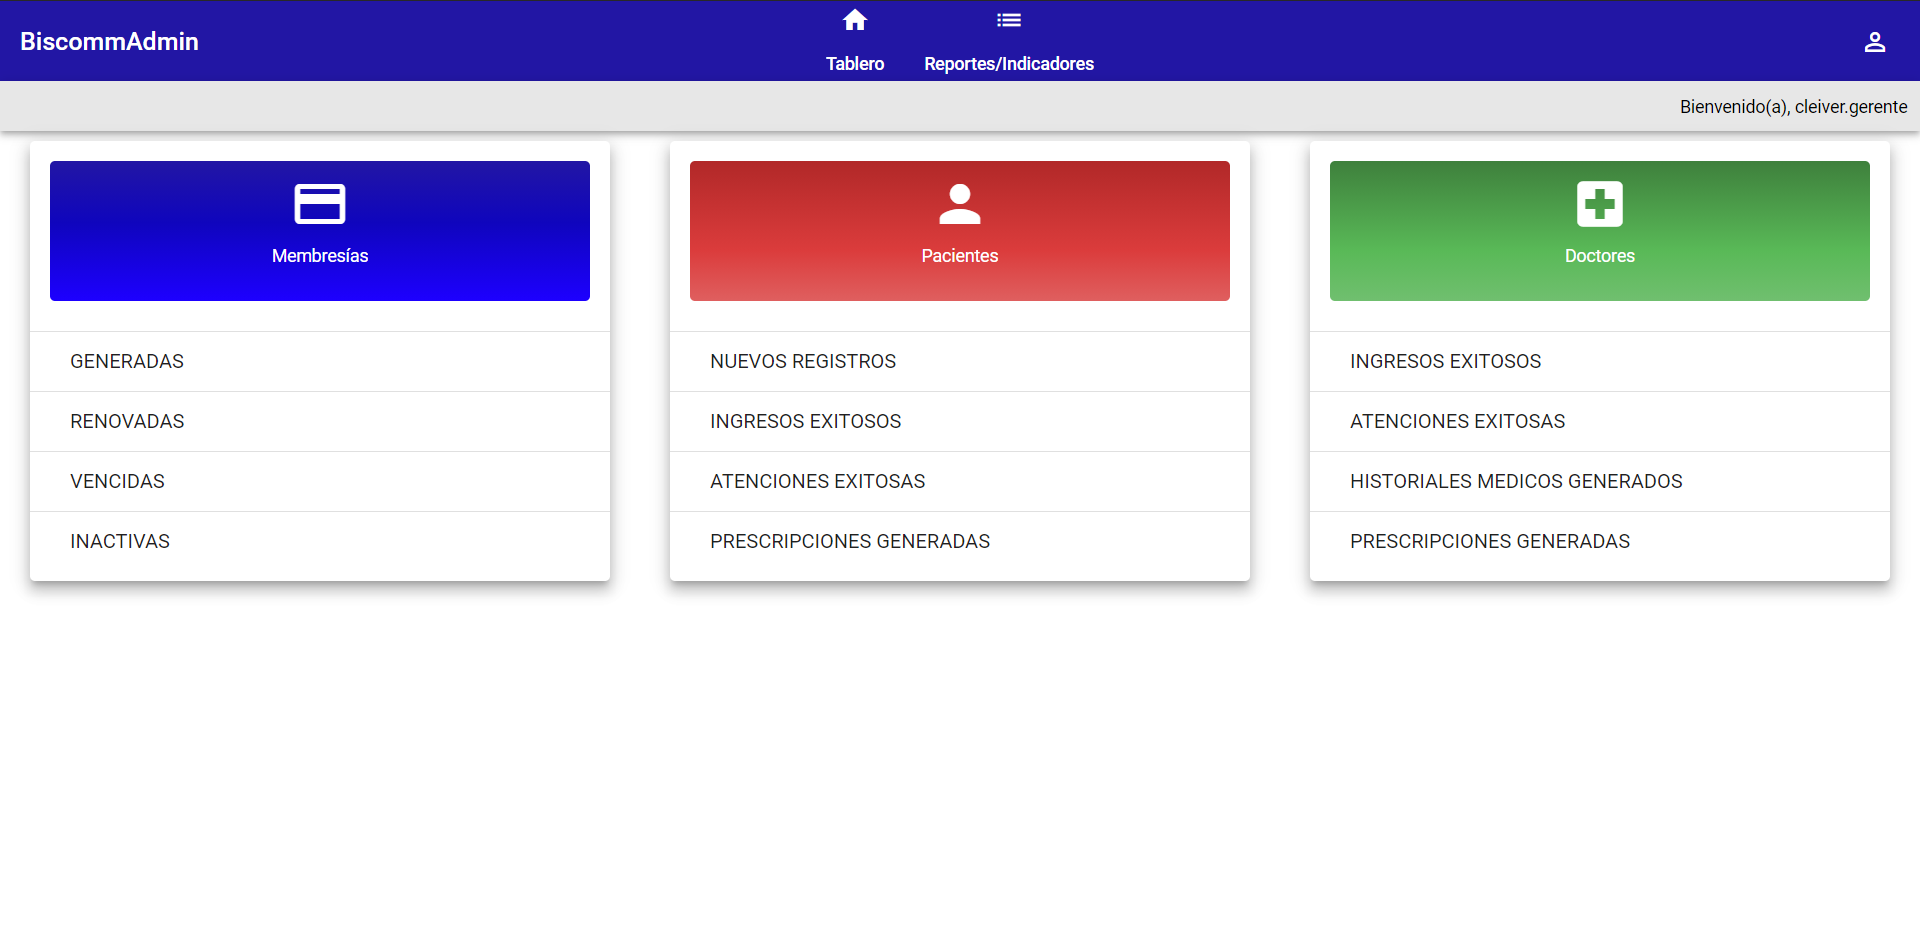 BiscommAdmin
Tablero
Reportes/Indicadores
Bienvenido(a), cleiver.gerente
Membresías
GENERADAS
RENOVADAS
VENCIDAS
INACTIVAS
Pacientes
NUEVOS REGISTROS
INGRESOS EXITOSOS
ATENCIONES EXITOSAS
PRESCRIPCIONES GENERADAS
Doctores
INGRESOS EXITOSOS
ATENCIONES EXITOSAS
HISTORIALES MEDICOS GENERADOS
PRESCRIPCIONES GENERADAS